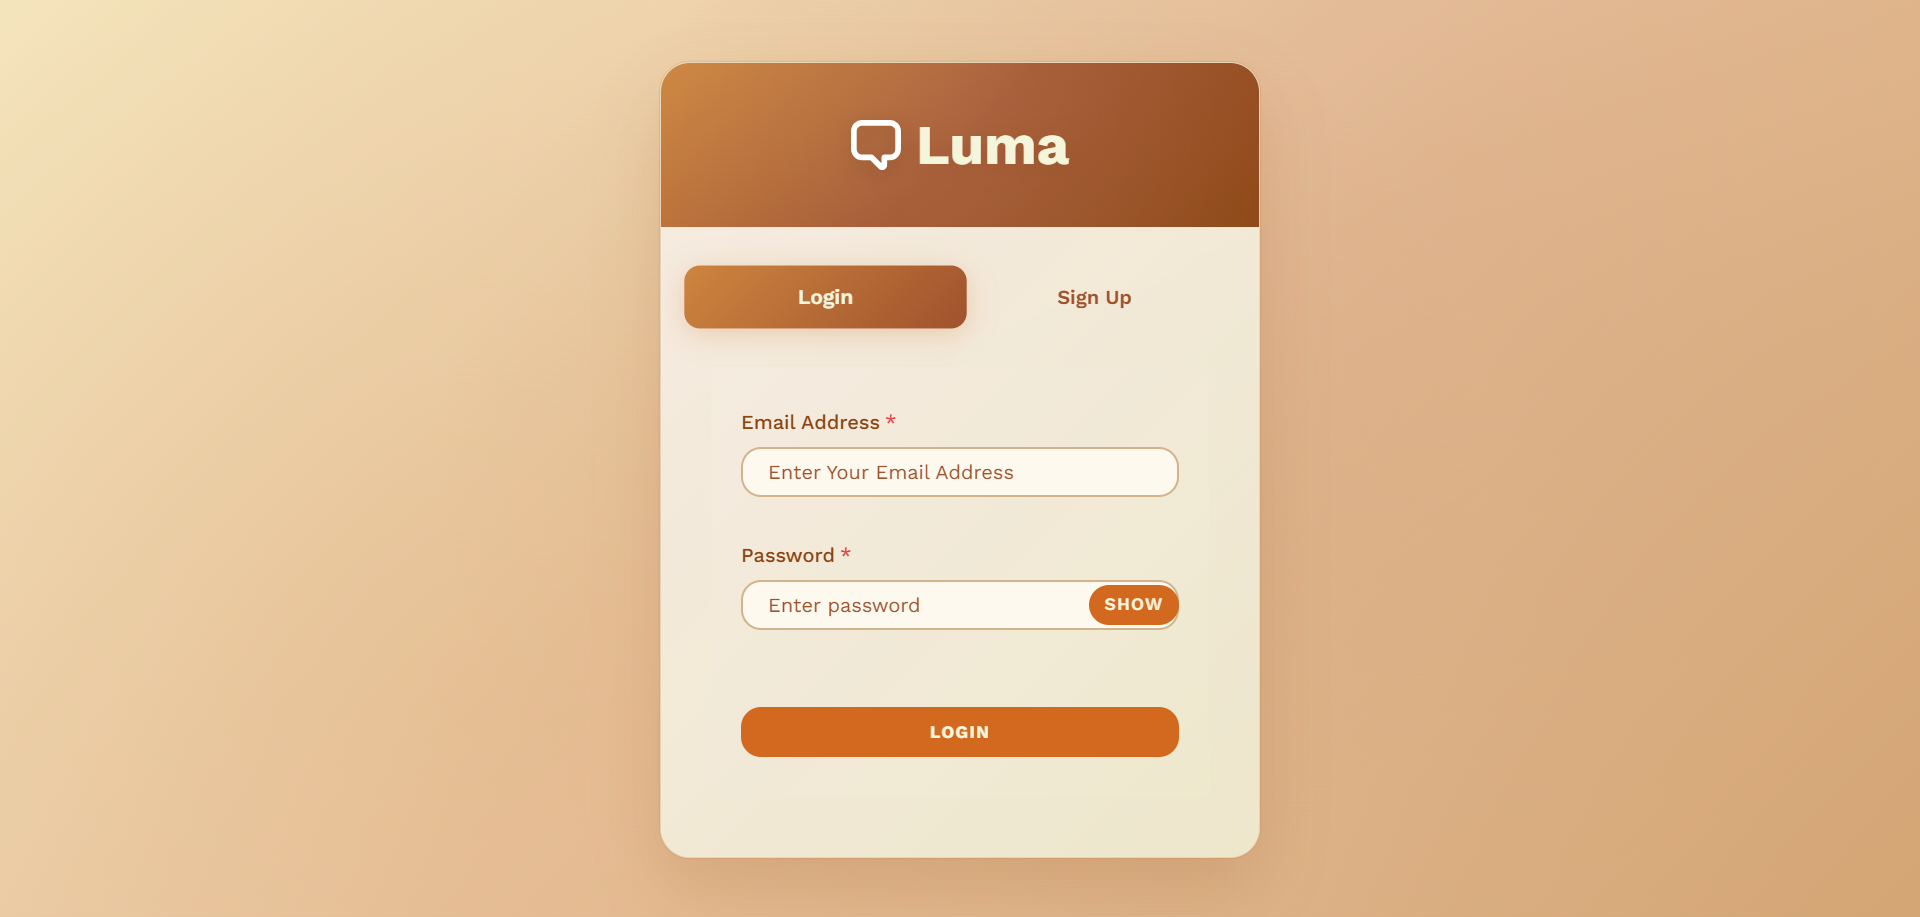 Luma
Login
Sign Up
Email Address *
Enter Your Email Address
Password *
Enter password
SHOW
LOGIN